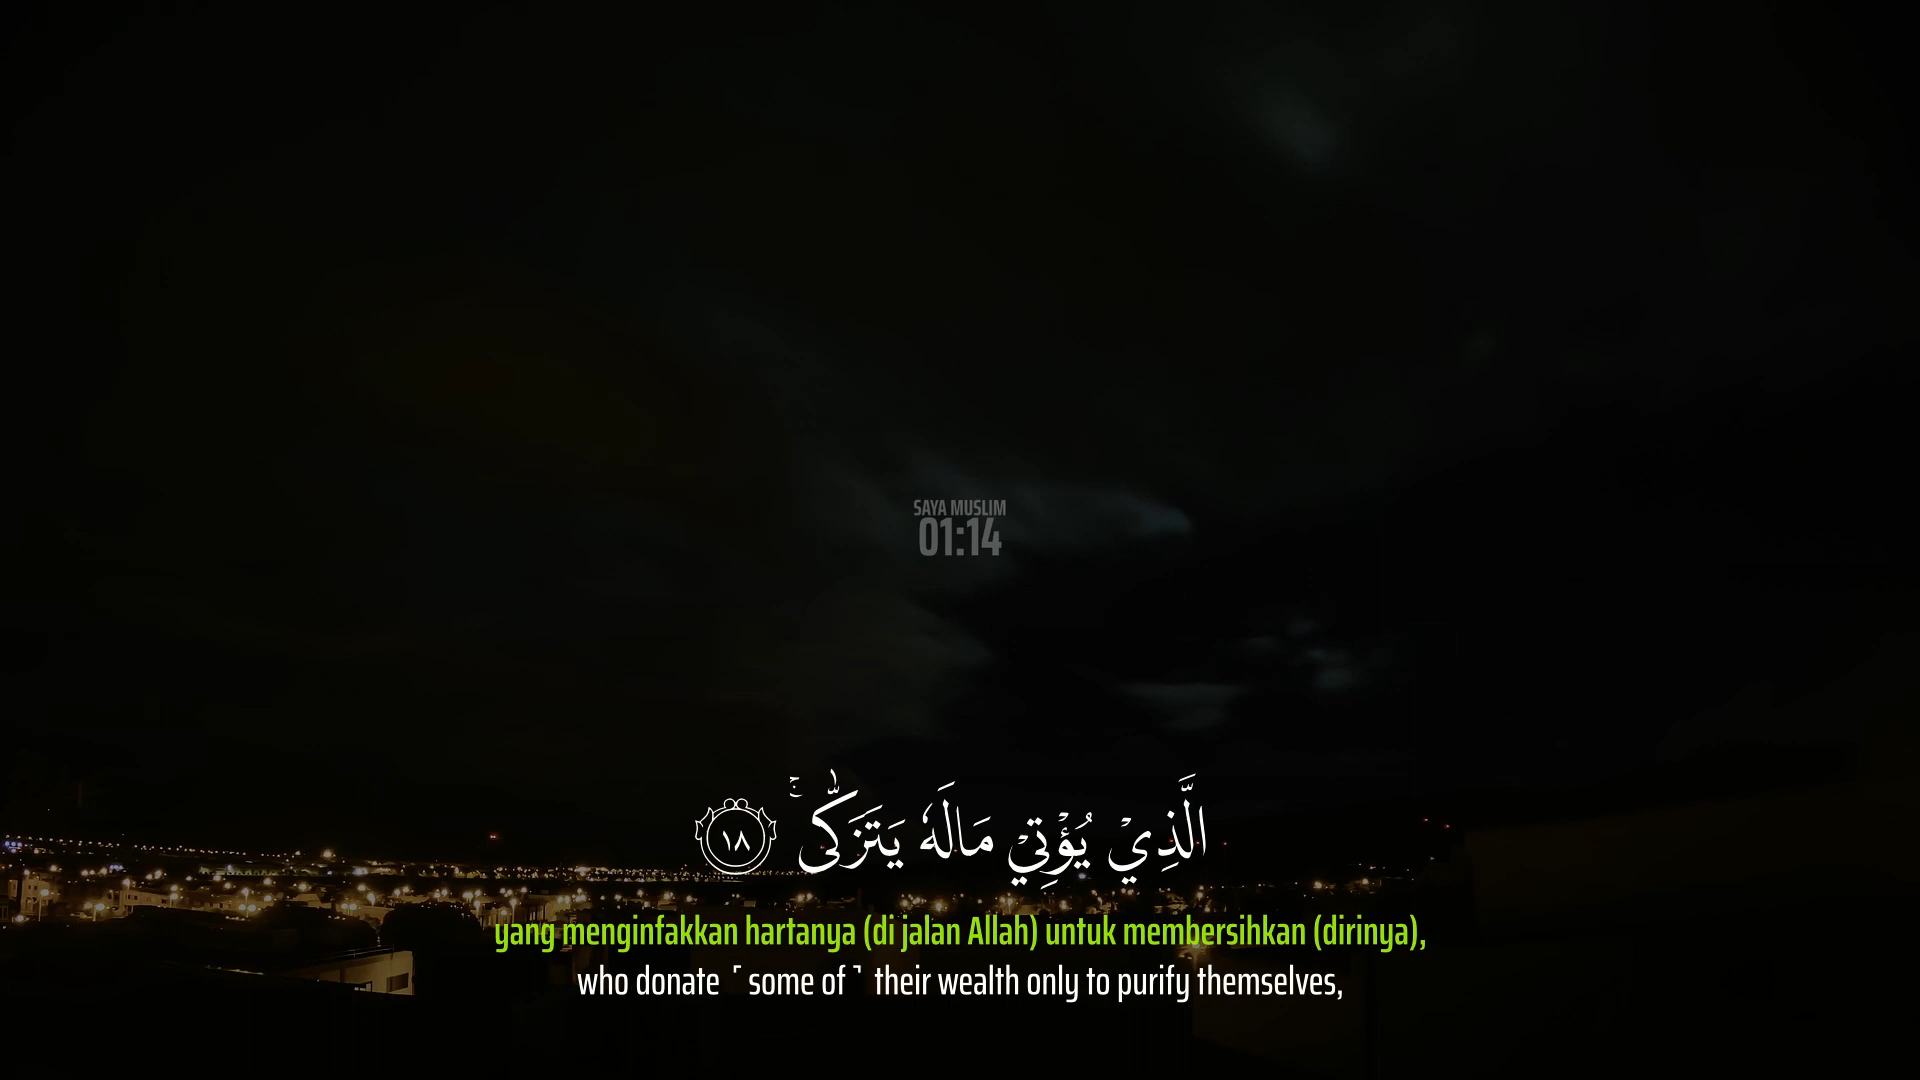 SAYA MUSLIM
01:14
الَّذِيْ يُؤْتِيْ مَالَهٗ يَتَزَكّٰىۚ ١٨
yang menginfakkan hartanya (di jalan Allah) untuk membersihkan (dirinya),
who donate ˹some of˺ their wealth only to purify themselves,